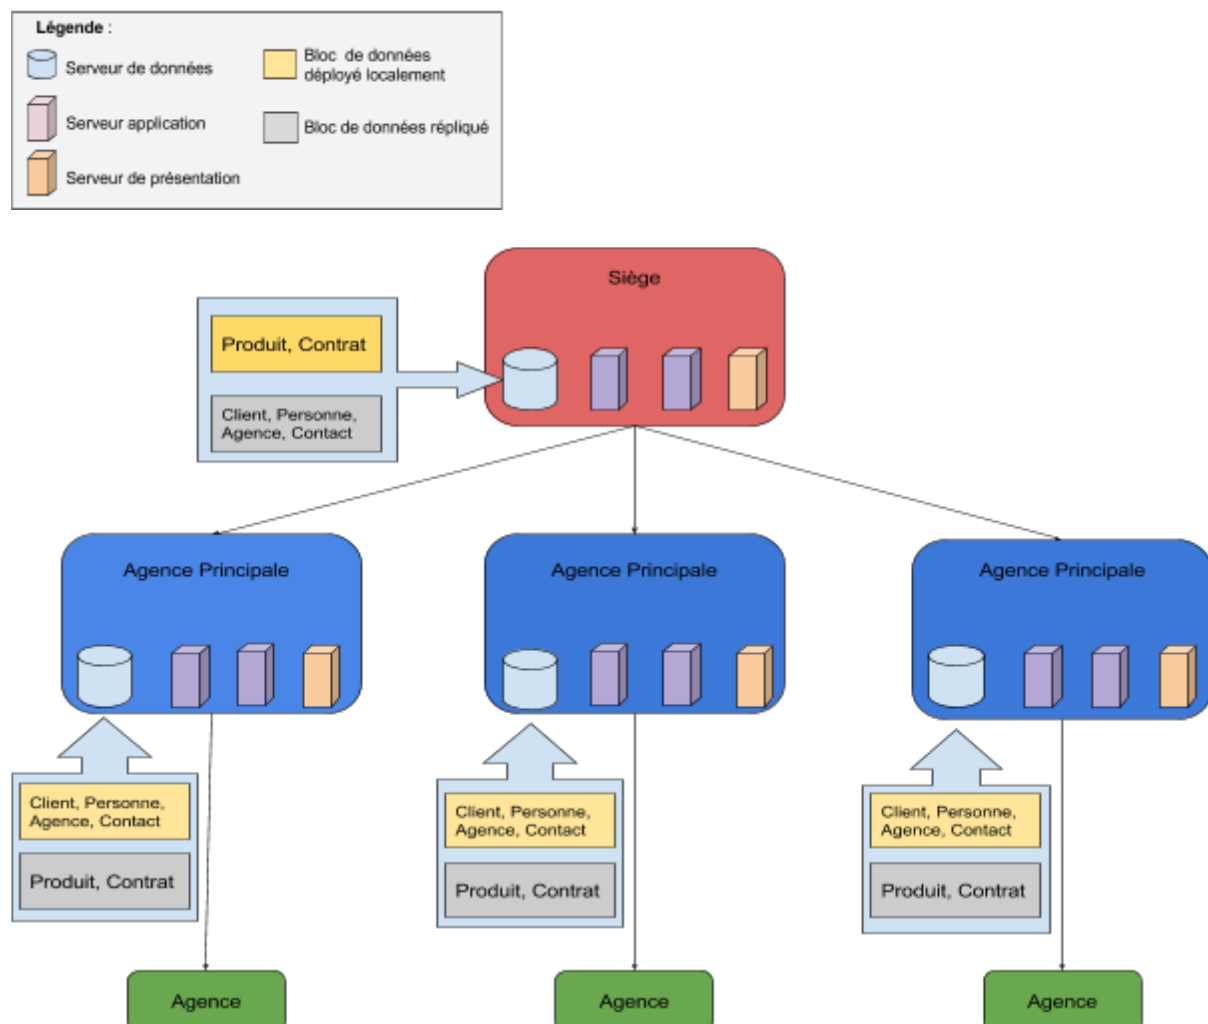 Légende :
Serveur de données
Bloc de données
déployé localement
Serveur application
Bloc de données répliqué
Serveur de présentation
Siège
Produit, Contrat
Client, Personne,
Agence, Contact
Agence Principale
Agence Principale
Agence Principale
Client, Personne,
Agence, Contact
Produit, Contrat
Client, Personne,
Agence, Contact
Produit, Contrat
Client, Personne,
Agence, Contact
Produit, Contrat
Agence
Agence
Agence